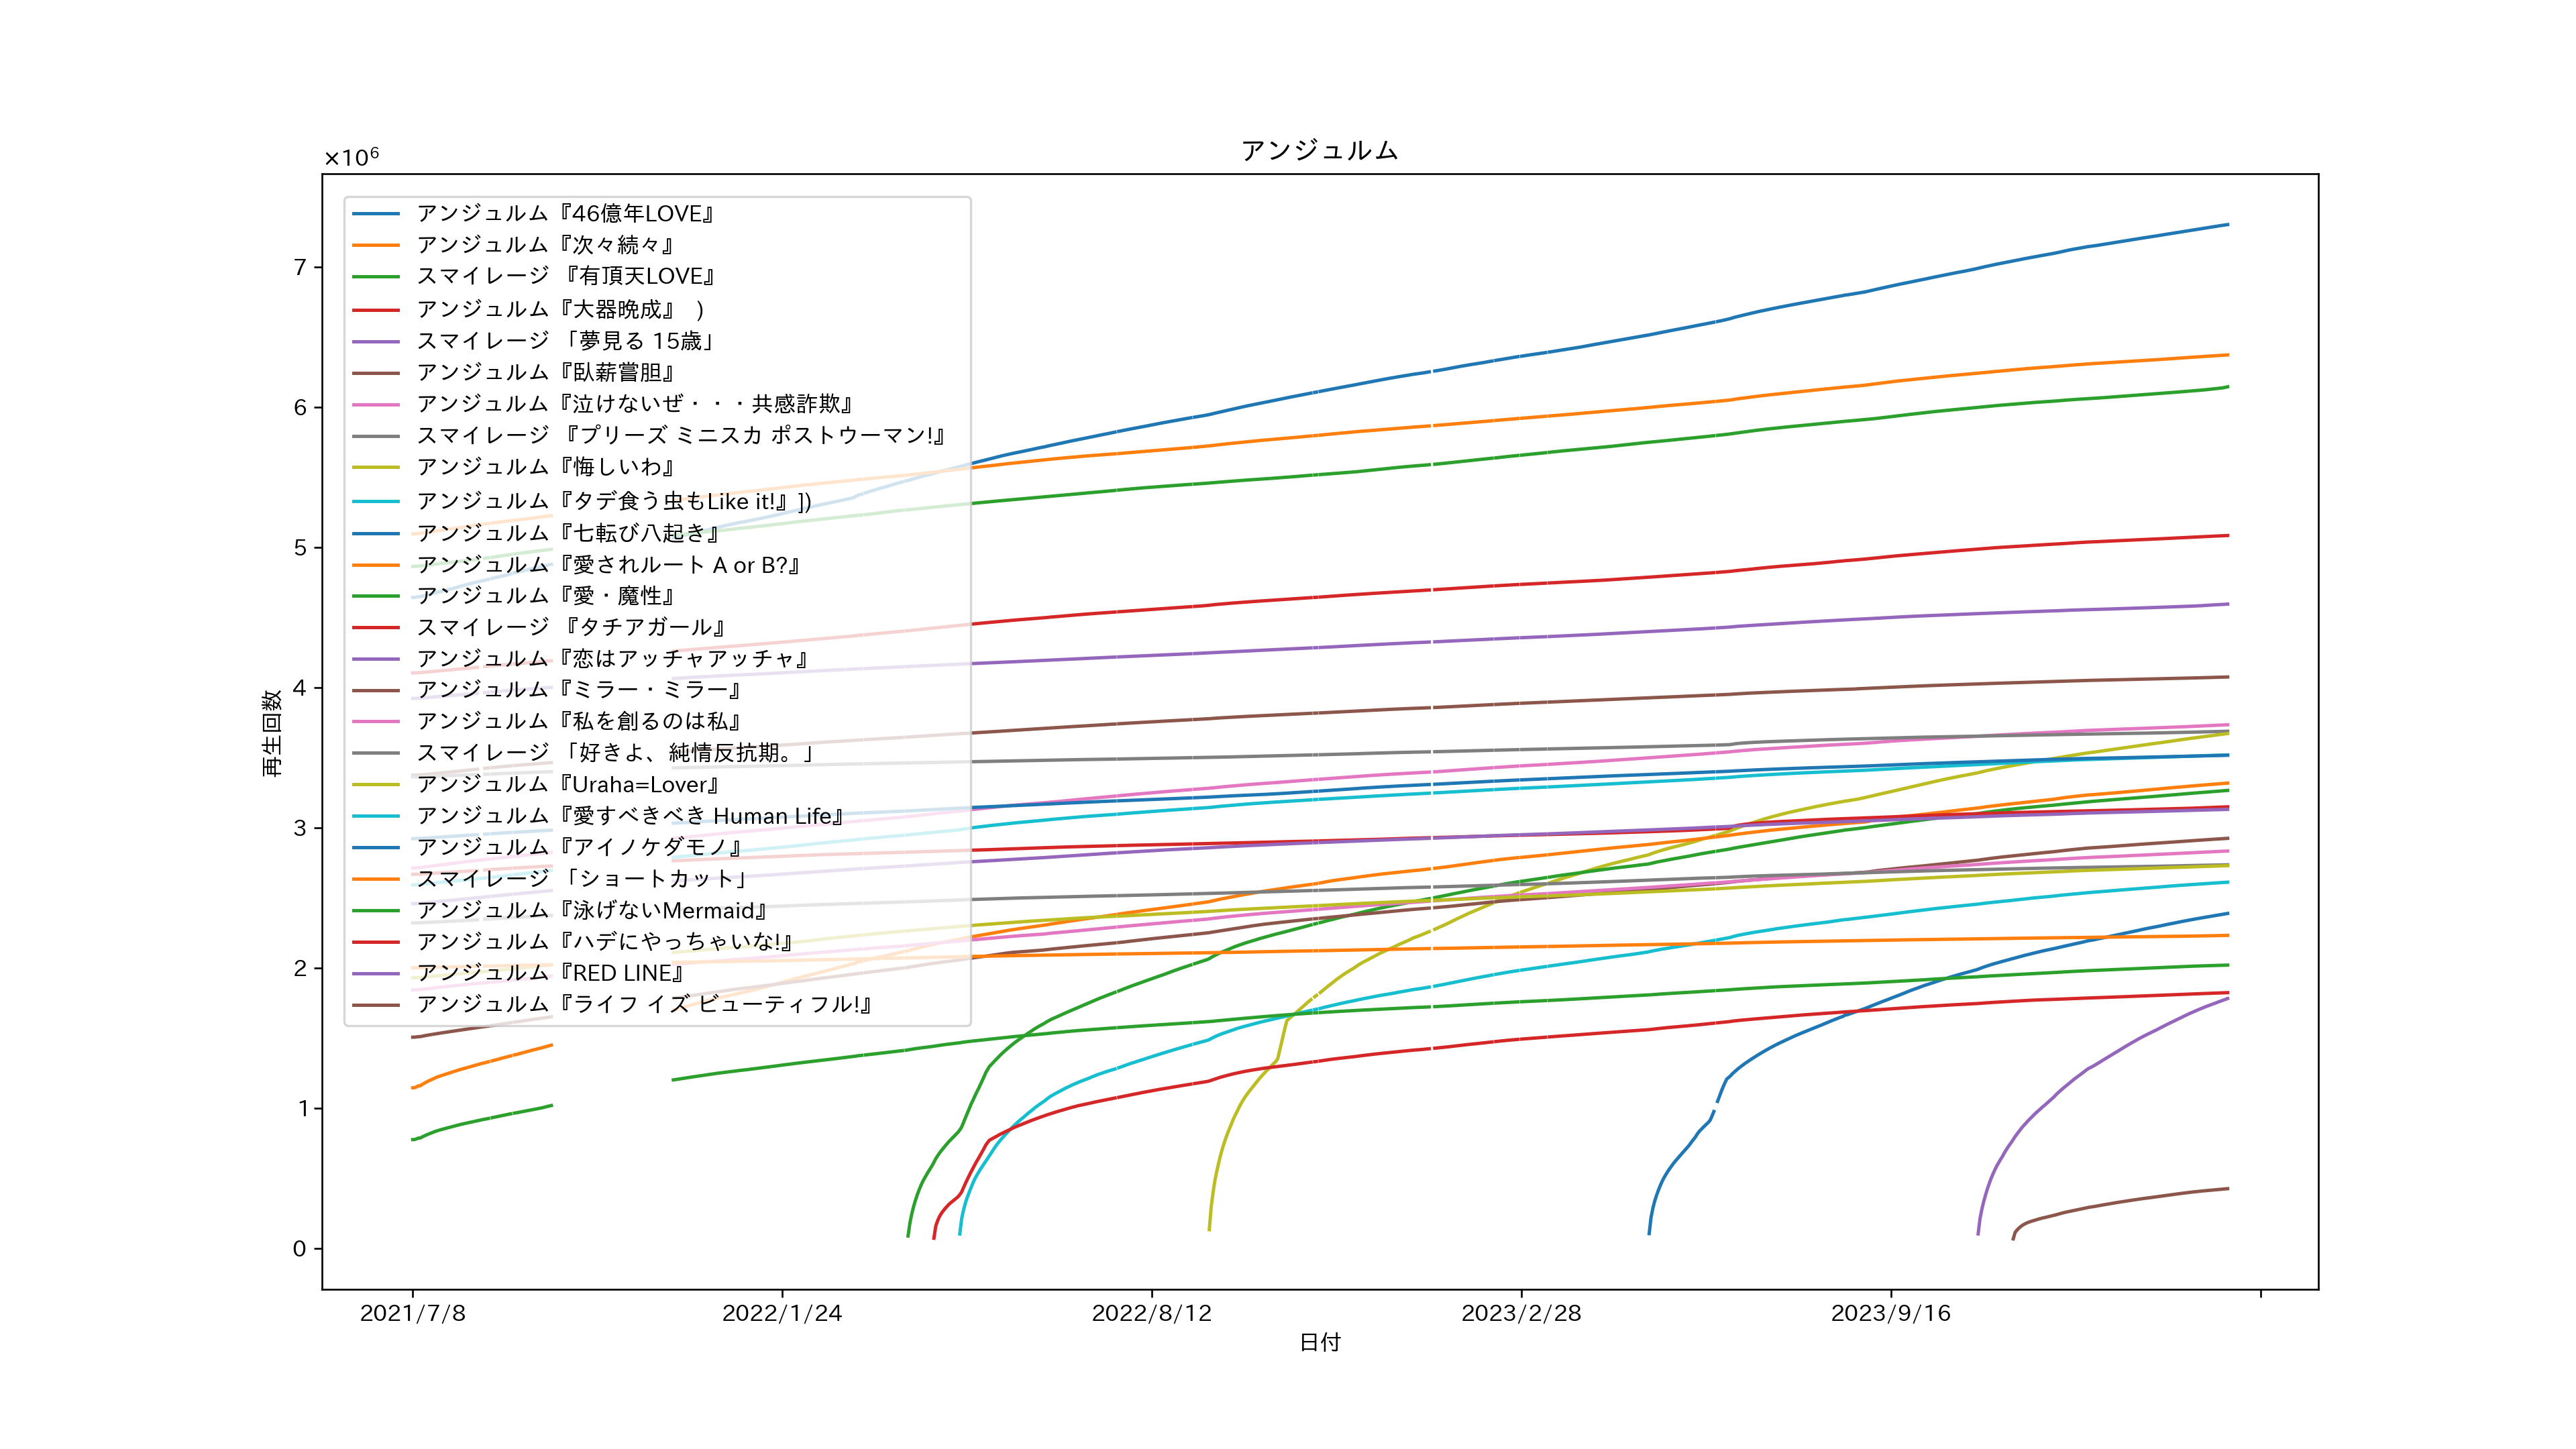 アンジュルム
×10⁶
アンジュルム『46億年LOVE』
アンジュルム『次々続々』
スマイレージ 『有頂天LOVE』
アンジュルム『大器晩成』 )
スマイレージ 「夢見る 15歳」
アンジュルム『臥薪嘗胆』
アンジュルム『泣けないぜ・・・共感詐欺』
スマイレージ 『プリーズ ミニスカ ポストウーマン!』
アンジュルム『悔しいわ』
アンジュルム『タデ食う虫もLike it!』])
アンジュルム『七転び八起き』
アンジュルム『愛されルート A or B?』
アンジュルム『愛・魔性』
スマイレージ 『タチアガール』
アンジュルム『恋はアッチャアッチャ』
アンジュルム『ミラー・ミラー』
アンジュルム『私を創るのは私』
スマイレージ 「好きよ、純情反抗期。」
アンジュルム『Uraha=Lover』
アンジュルム『愛すべきべき Human Life』
アンジュルム『アイノケダモノ』
スマイレージ 「ショートカット」
アンジュルム『泳げないMermaid』
アンジュルム『ハデにやっちゃいな!』
アンジュルム『RED LINE』
アンジュルム『ライフ イズ ビューティフル!』
7
6
5
4
3
2
1
0
再生回数
2021/7/8
2022/1/24
2022/8/12
2023/2/28
2023/9/16
日付